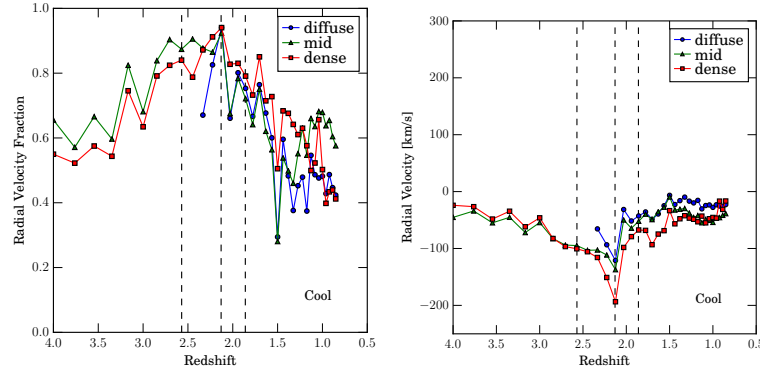 1.0
0.8
0.6
0.4
0.2
0.0
Radial Velocity Fraction
diffuse
mid
dense
Cool
4.0 3.5 3.0 2.5 2.0 1.5 1.0 0.5
Redshift
300
200
100
0
−100
−200
Radial Velocity [km/s]
diffuse
mid
dense
Cool
4.0 3.5 3.0 2.5 2.0 1.5 1.0 0.5
Redshift